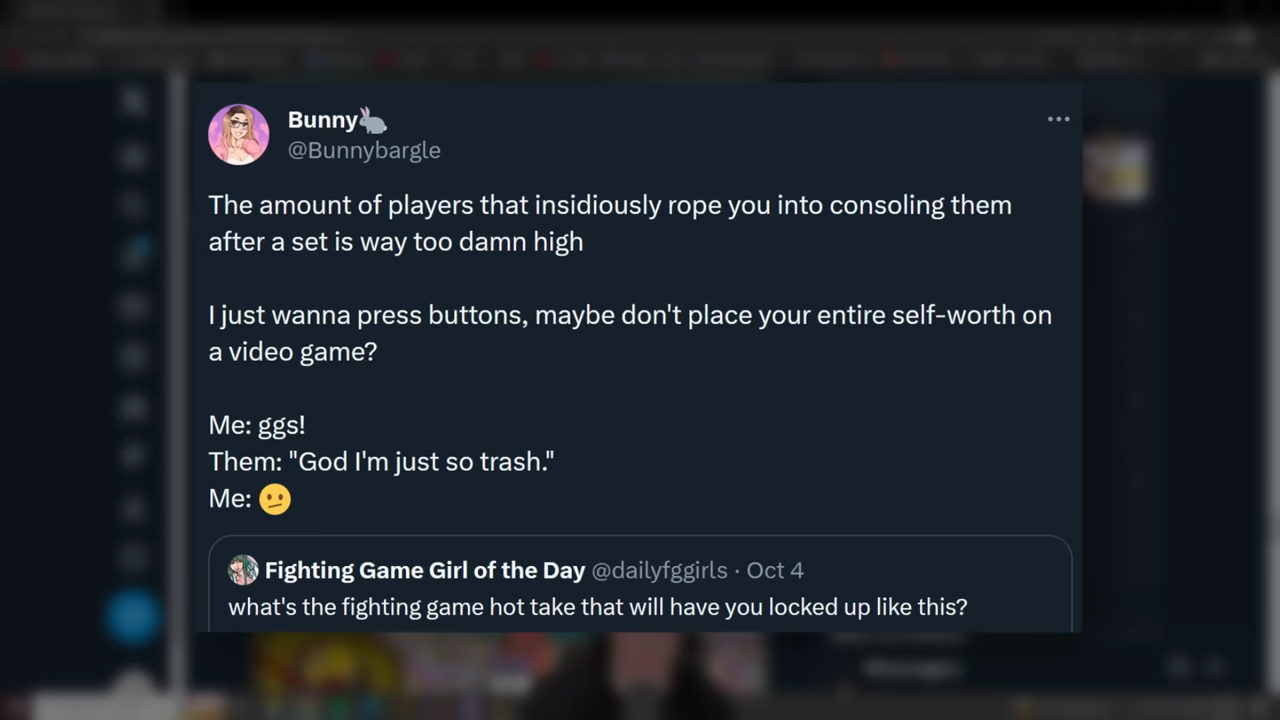 Bunny🐇
@Bunnybargle
The amount of players that insidiously rope you into consoling them
after a set is way too damn high
I just wanna press buttons, maybe don't place your entire self-worth on
a video game?
Me: ggs!
Them: "God I'm just so trash."
Me: 🫤
Fighting Game Girl of the Day @dailyfggirls · Oct 4
what's the fighting game hot take that will have you locked up like this?